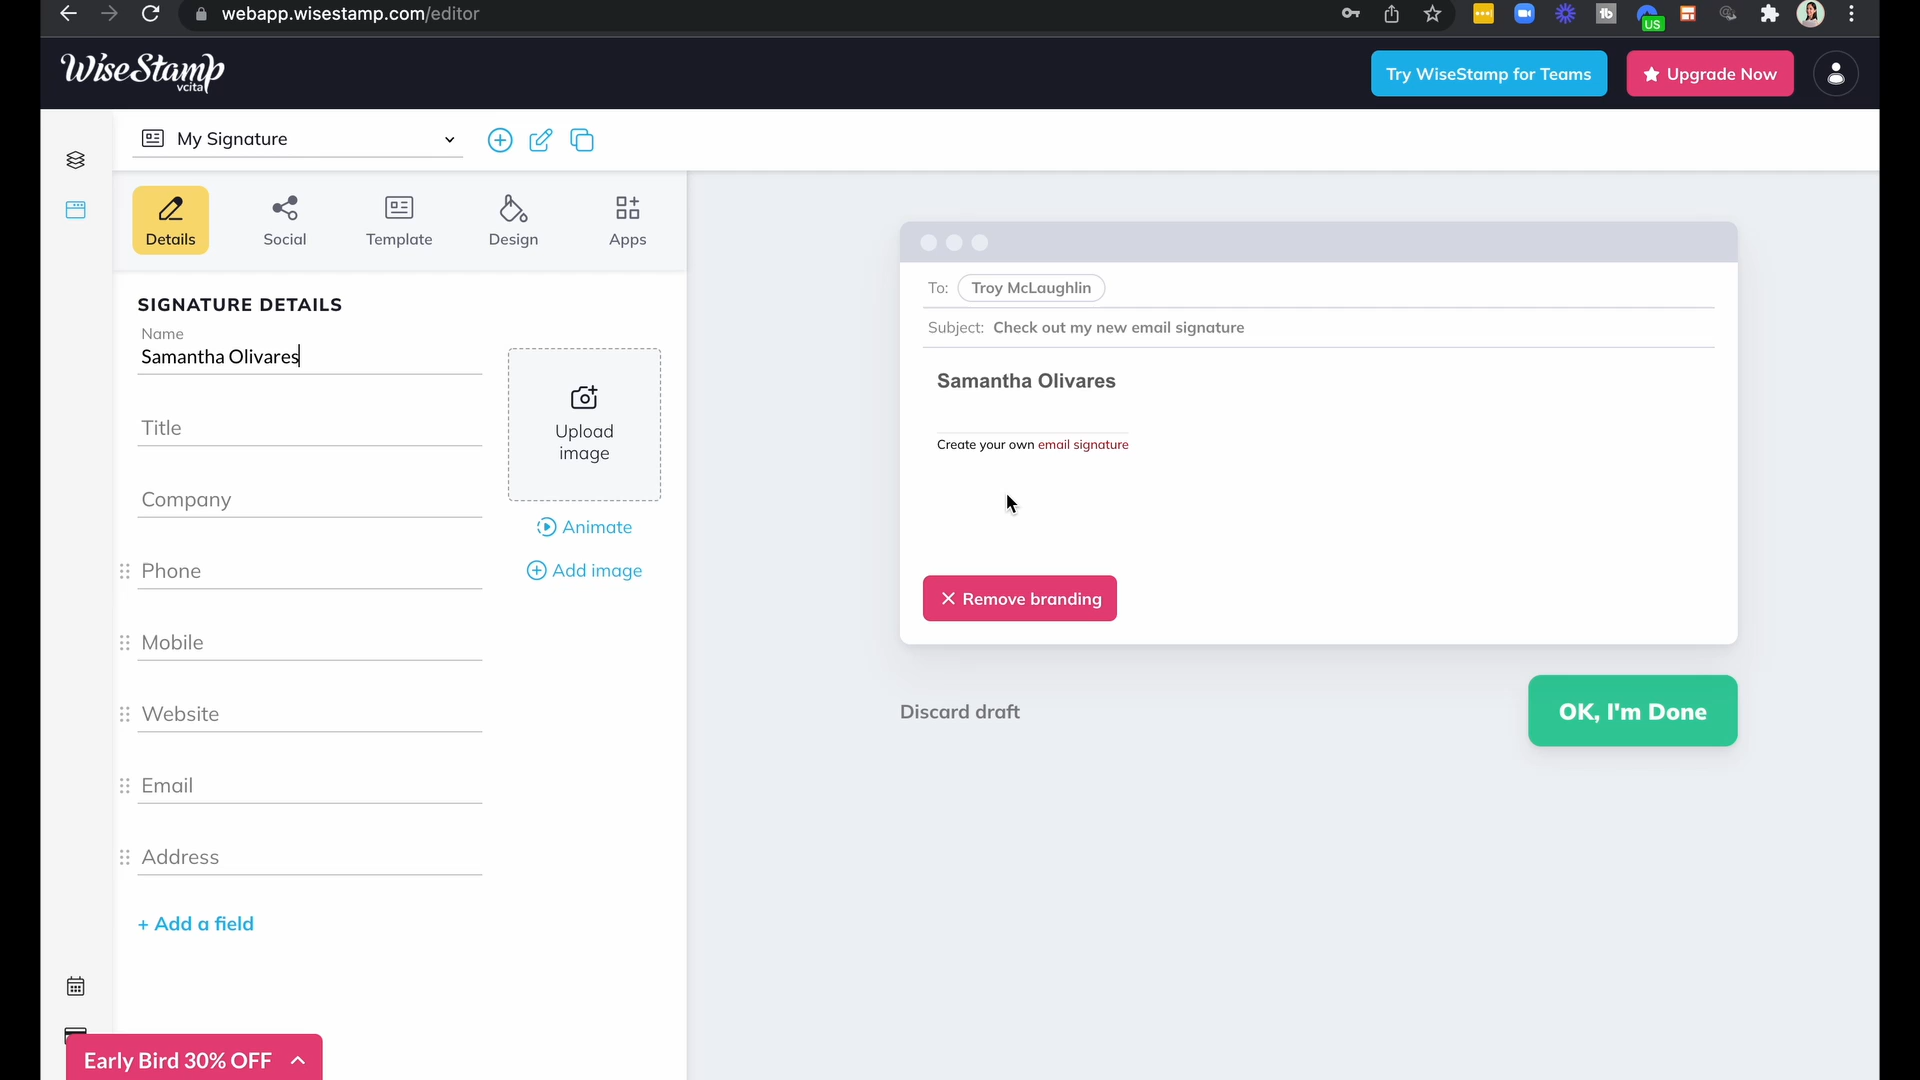 webapp.wisestamp.com/editor
US
WiseStamp
vcita
Try WiseStamp for Teams
Upgrade Now
My Signature
Details
Social
Template
Design
Apps
SIGNATURE DETAILS
Name
Samantha Olivares
Title
Company
Phone
Mobile
Website
Email
Address
+ Add a field
Upload
image
Animate
Add image
To: Troy McLaughlin
Subject: Check out my new email signature
Samantha Olivares
Create your own email signature
Remove branding
Discard draft
OK, I'm Done
Early Bird 30% OFF